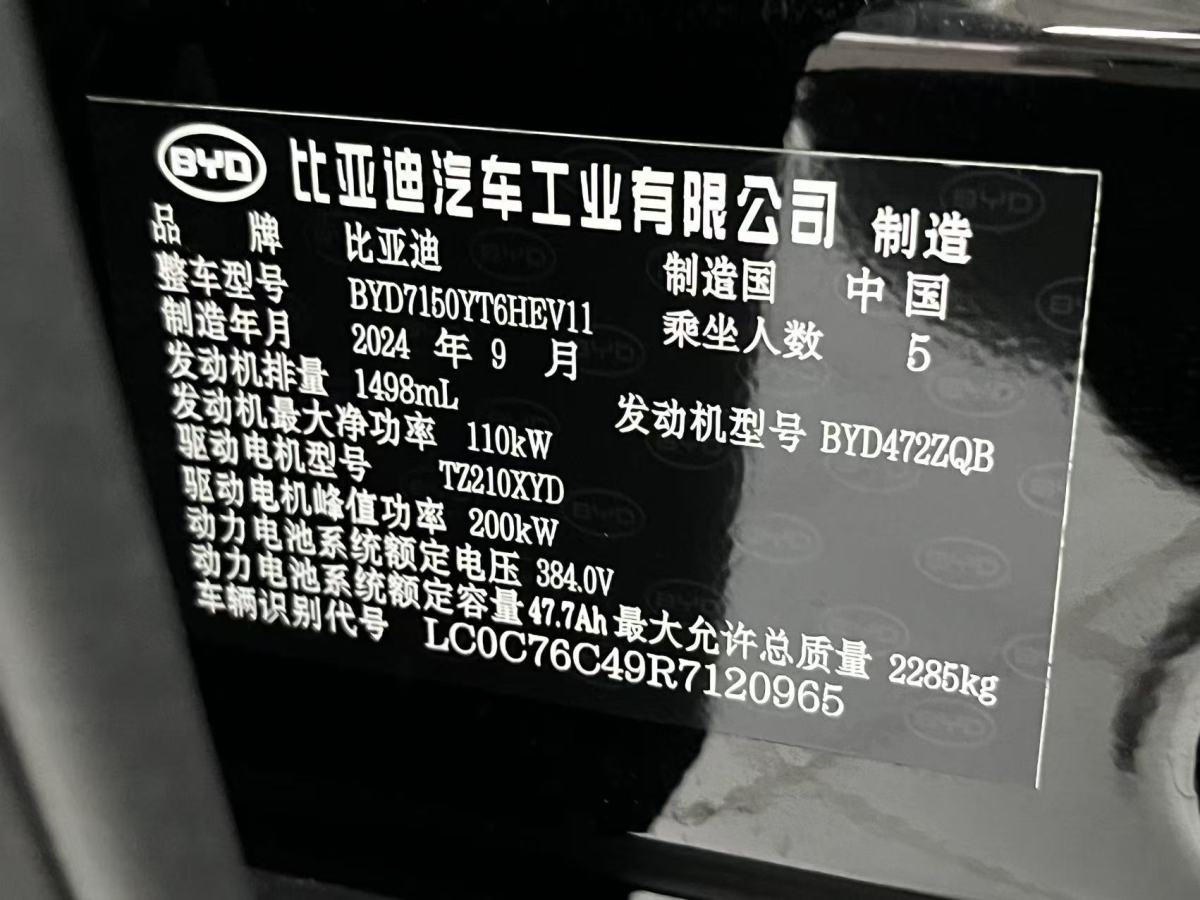 BYD 比亚迪汽车工业有限公司 制造
品牌 比亚迪 制造国 中国
整车型号 BYD7150YT6HEV11 乘坐人数 5
制造年月 2024 年 9 月
发动机排量 1498mL 发动机型号 BYD472ZQB
发动机最大净功率 110kW
驱动电机型号 TZ210XYD
驱动电机峰值功率 200kW
动力电池系统额定电压 384.0V
动力电池系统额定容量 47.7Ah 最大允许总质量 2285kg
车辆识别代号 LC0C76C49R7120965